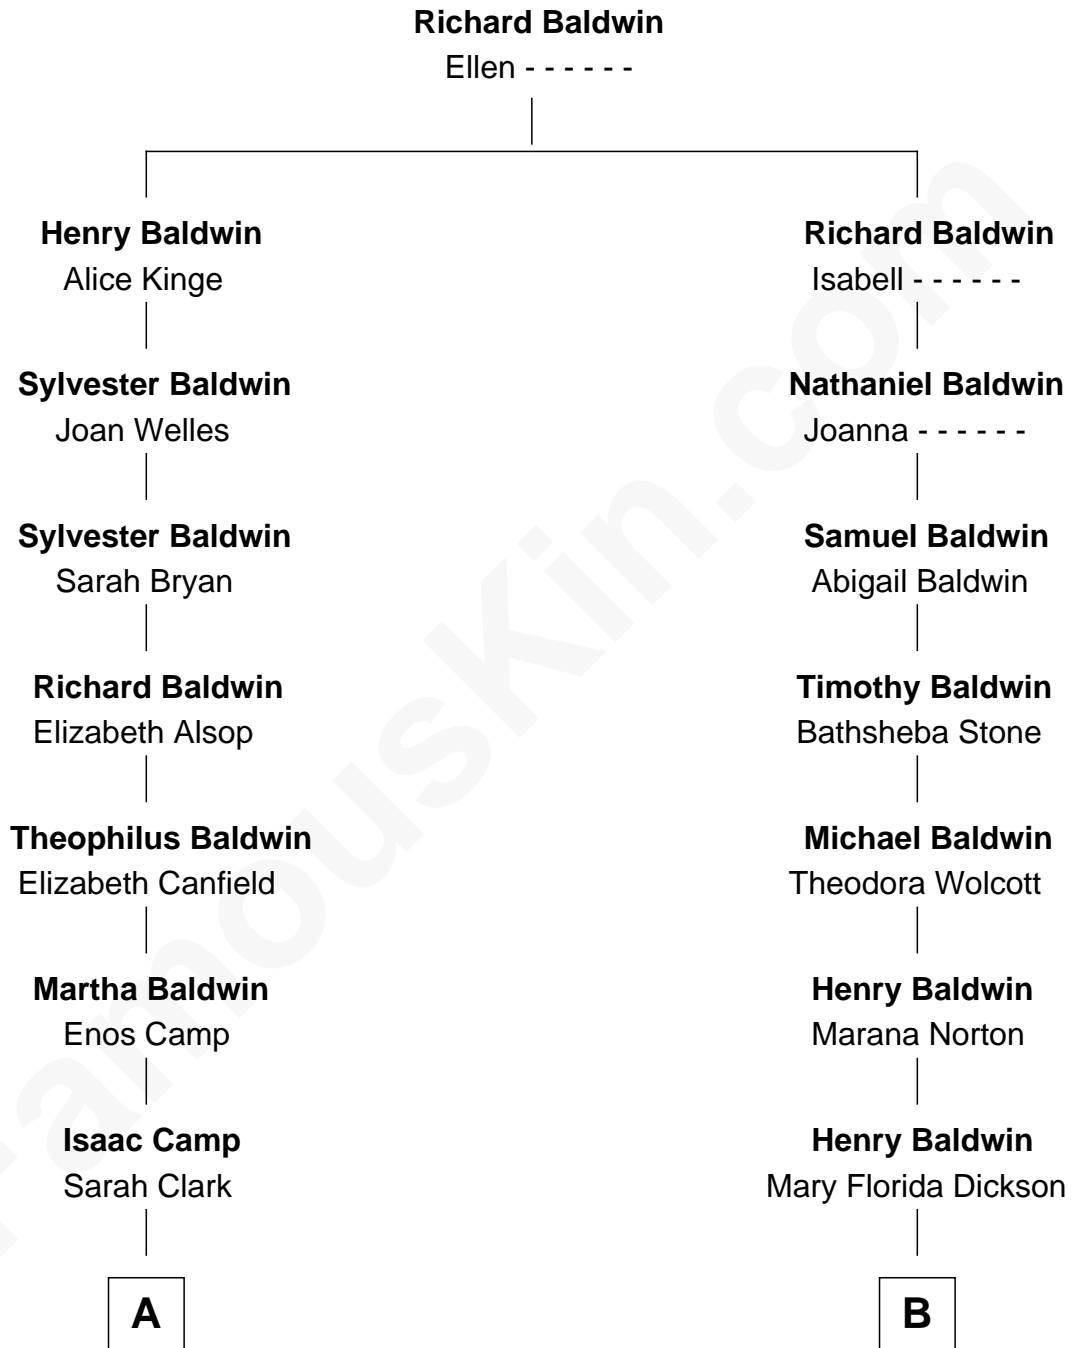 Richard Baldwin
Ellen - - - - - -
Henry Baldwin
Alice Kinge
Richard Baldwin
Isabell - - - - - -
Sylvester Baldwin
Joan Welles
Nathaniel Baldwin
Joanna - - - - - -
Sylvester Baldwin
Sarah Bryan
Samuel Baldwin
Abigail Baldwin
Richard Baldwin
Elizabeth Alsop
Timothy Baldwin
Bathsheba Stone
Theophilus Baldwin
Elizabeth Canfield
Michael Baldwin
Theodora Wolcott
Martha Baldwin
Enos Camp
Henry Baldwin
Marana Norton
Isaac Camp
Sarah Clark
Henry Baldwin
Mary Florida Dickson
A
B
FamousKin.com